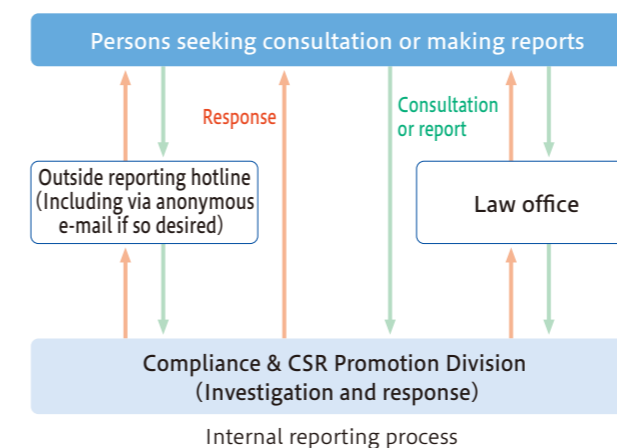 Persons seeking consultation or making reports
Response
Consultation
or report
Outside reporting hotline
(Including via anonymous
e-mail if so desired)
Law office
Compliance & CSR Promotion Division
(Investigation and response)
Internal reporting process